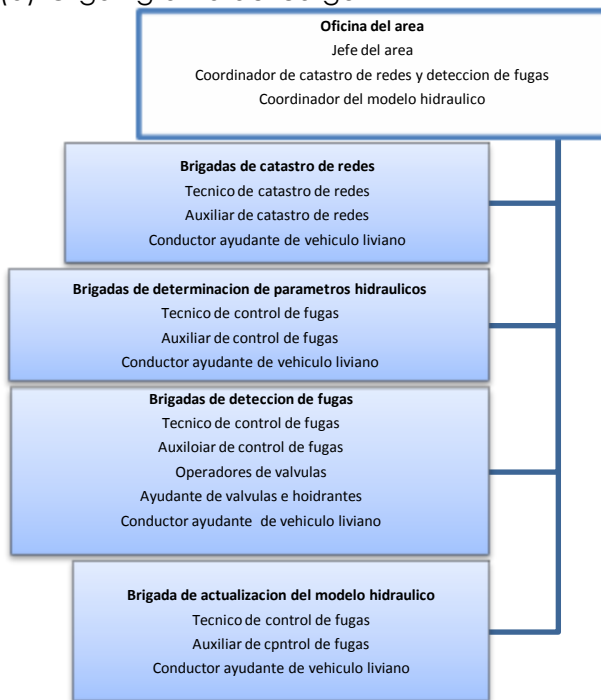 Oficina del area
Jefe del area
Coordinador de catastro de redes y deteccion de fugas
Coordinador del modelo hidraulico
Brigadas de catastro de redes
Tecnico de catastro de redes
Auxiliar de catastro de redes
Conductor ayudante de vehiculo liviano
Brigadas de determinacion de parametros hidraulicos
Tecnico de control de fugas
Auxiliar de control de fugas
Conductor ayudante de vehiculo liviano
Brigadas de deteccion de fugas
Tecnico de control de fugas
Auxiloiar de control de fugas
Operadores de valvulas
Ayudante de valvulas e hoidrantes
Conductor ayudante de vehiculo liviano
Brigada de actualizacion del modelo hidraulico
Tecnico de control de fugas
Auxiliar de cpntrol de fugas
Conductor ayudante de vehiculo liviano